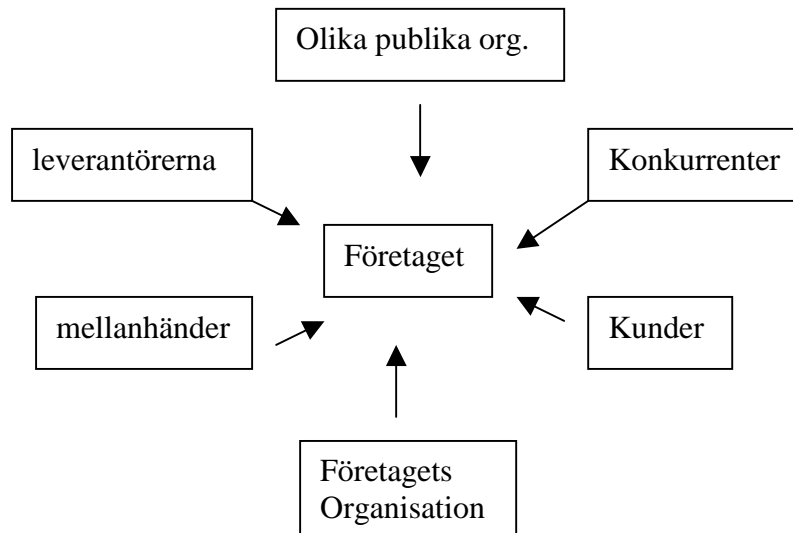 Olika publika org.
leverantörerna
Konkurrenter
Företaget
mellanhänder
Kunder
Företagets
Organisation